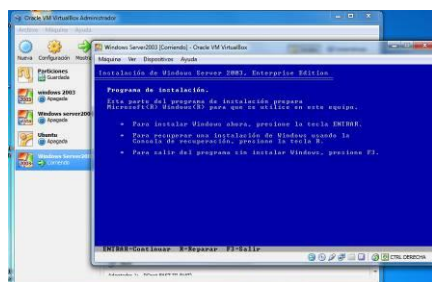 Oracle VM VirtualBox Administrador
Archivo Máquina Ayuda
Nueva Configuración
Particiones
Guardada
windows 2003
Apagada
Windows server200
Apagada
Ubuntu
Apagada
Windows Server20
Corriendo
Windows Server2003 [Corriendo] - Oracle VM VirtualBox
Máquina Ver Dispositivos Ayuda
Instalación de Windows Server 2003, Enterprise Edition
Programa de instalación.
Esta parte del programa de instalación prepara
Microsoft(R) Windows(R) para que se utilice en este equipo.
• Para instalar Windows ahora, presione la tecla ENTRAR.
• Para recuperar una instalación de Windows usando la
Consola de recuperación, presione la tecla R.
• Para salir del programa sin instalar Windows, presione F3.
ENTRAR=Continuar R=Reparar F3=Salir
CTRL DERECHA